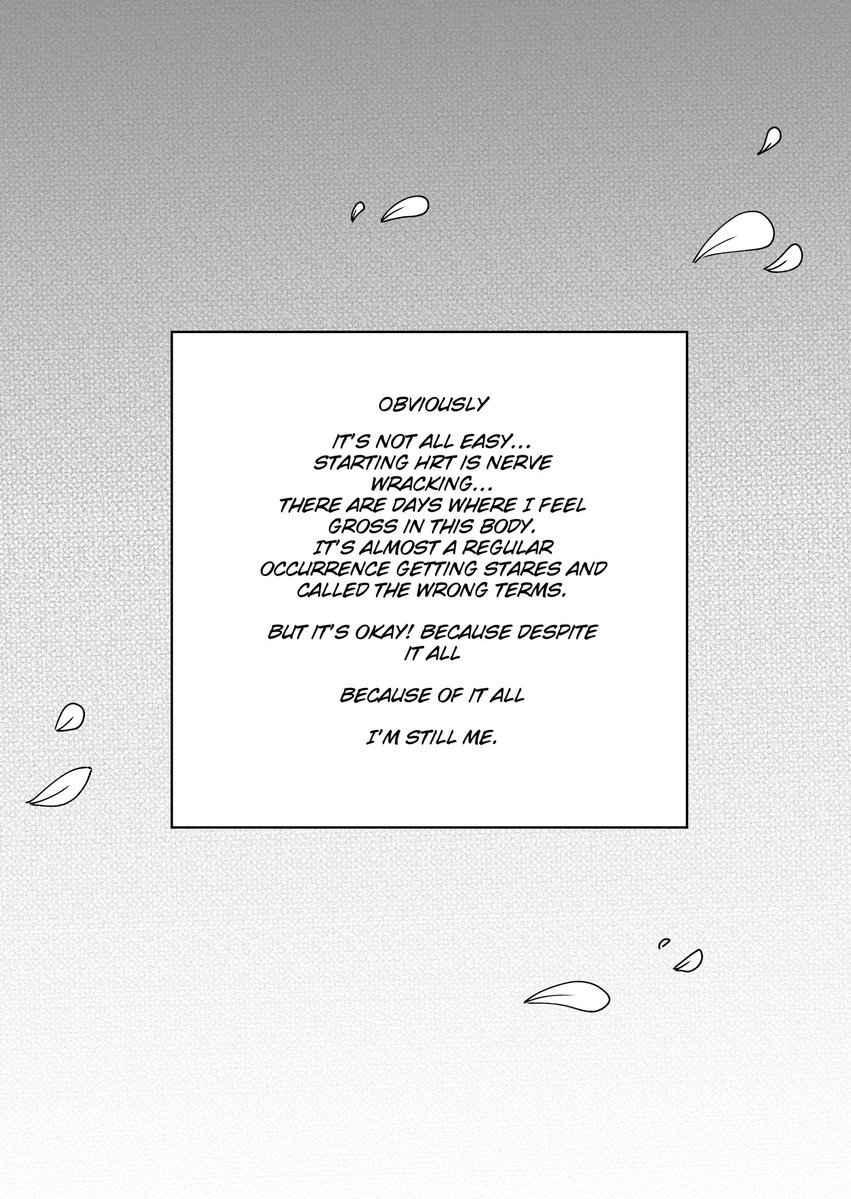 OBVIOUSLY
IT'S NOT ALL EASY...
STARTING HRT IS NERVE
WRACKING...
THERE ARE DAYS WHERE I FEEL
GROSS IN THIS BODY.
IT'S ALMOST A REGULAR
OCCURRENCE GETTING STARES AND
CALLED THE WRONG TERMS.
BUT IT'S OKAY! BECAUSE DESPITE
IT ALL
BECAUSE OF IT ALL
I'M STILL ME.